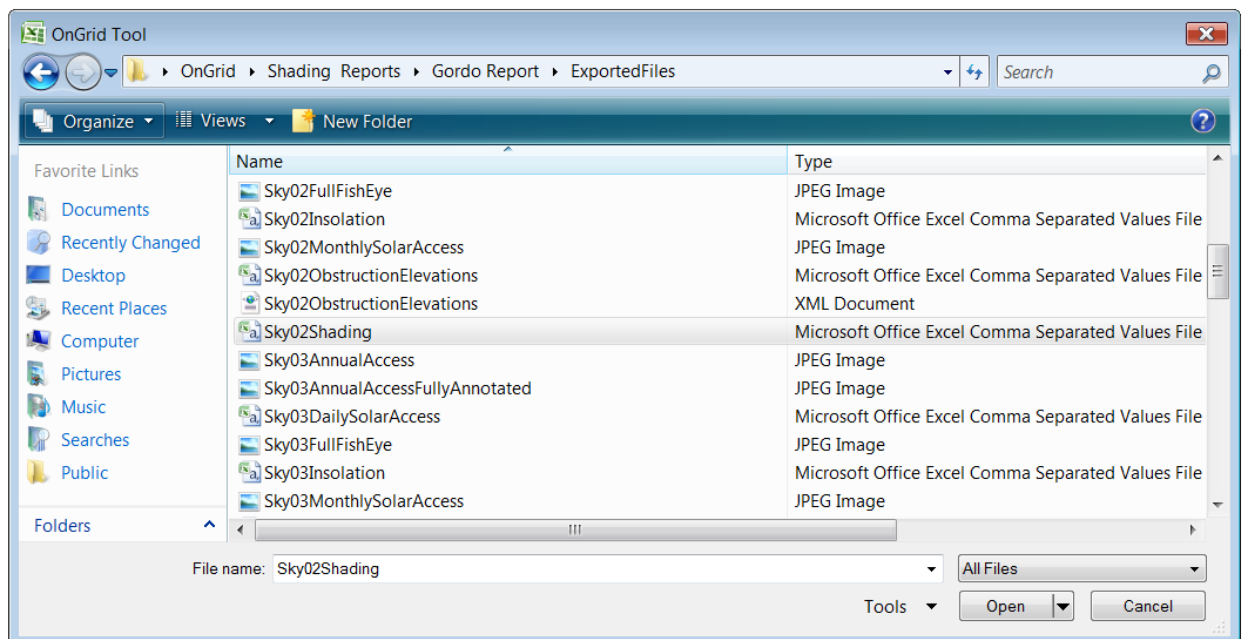 OnGrid Tool
OnGrid Shading Reports Gordo Report ExportedFiles Search
Organize Views New Folder ?
Favorite Links
Documents
Recently Changed
Desktop
Recent Places
Computer
Pictures
Music
Searches
Public
Folders
Name Type
Sky02FullFishEye JPEG Image
Sky02Insolation Microsoft Office Excel Comma Separated Values File
Sky02MonthlySolarAccess JPEG Image
Sky02ObstructionElevations Microsoft Office Excel Comma Separated Values File
Sky02ObstructionElevations XML Document
Sky02Shading Microsoft Office Excel Comma Separated Values File
Sky03AnnualAccess JPEG Image
Sky03AnnualAccessFullyAnnotated JPEG Image
Sky03DailySolarAccess Microsoft Office Excel Comma Separated Values File
Sky03FullFishEye JPEG Image
Sky03Insolation Microsoft Office Excel Comma Separated Values File
Sky03MonthlySolarAccess JPEG Image
File name: Sky02Shading All Files
Tools Open Cancel